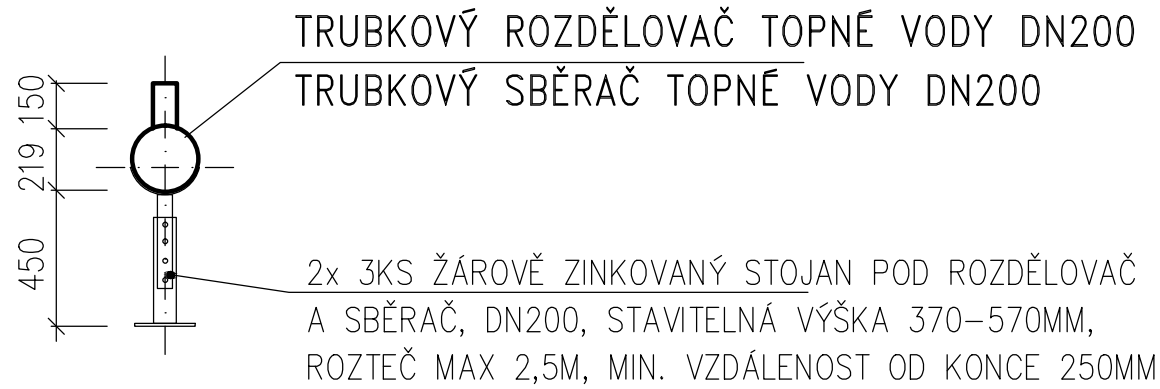 TRUBKOVÝ ROZDĚLOVAČ TOPNÉ VODY DN200
TRUBKOVÝ SBĚRAČ TOPNÉ VODY DN200
150
219
450
2x 3KS ŽÁROVĚ ZINKOVANÝ STOJAN POD ROZDĚLOVAČ
A SBĚRAČ, DN200, STAVITELNÁ VÝŠKA 370-570MM,
ROZTEČ MAX 2,5M, MIN. VZDÁLENOST OD KONCE 250MM